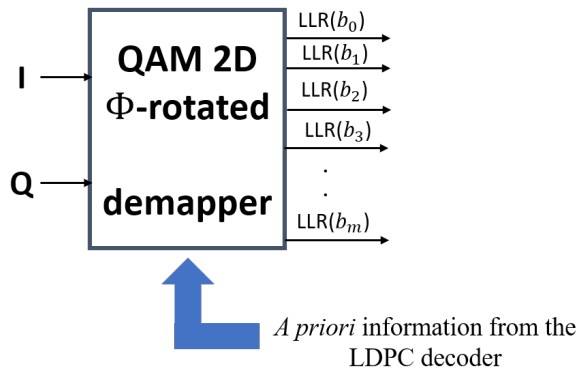 I
Q
QAM 2D
Φ-rotated
demapper
LLR(b₀)
LLR(b₁)
LLR(b₂)
LLR(b₃)
.
.
LLR(bₘ)
A priori information from the
LDPC decoder